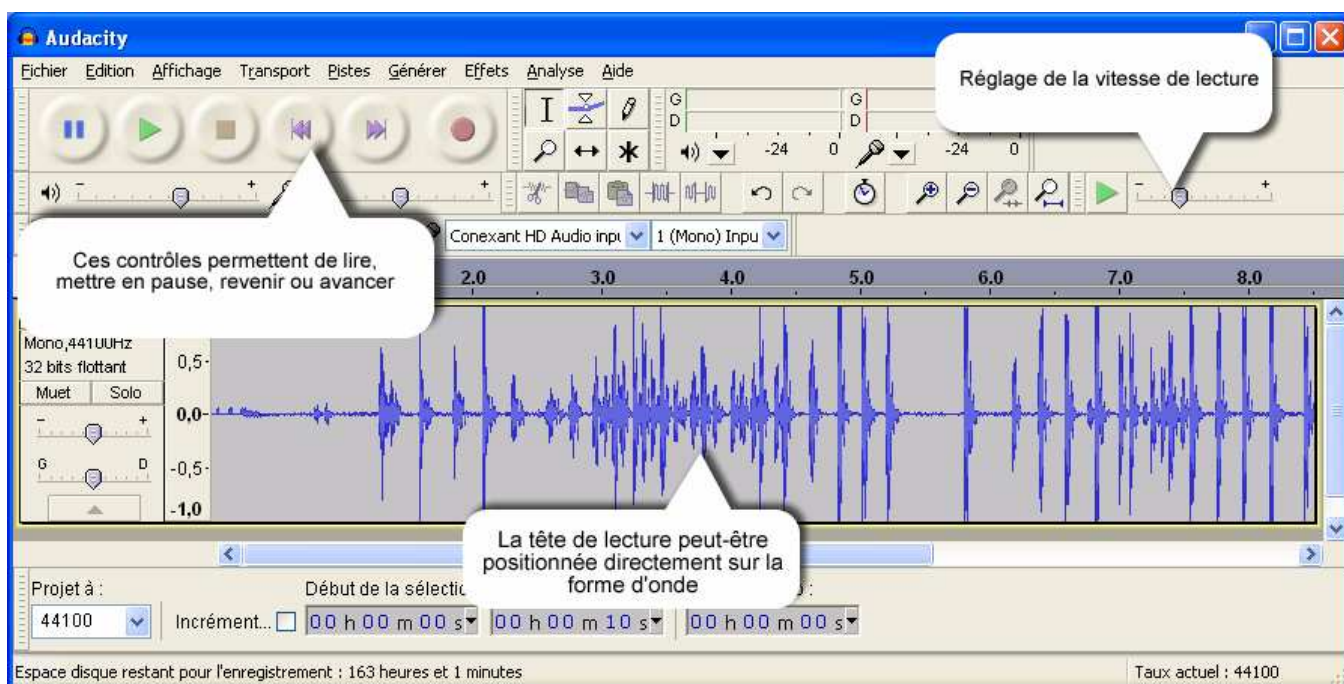 Audacity
Fichier Edition Affichage Transport Pistes Générer Effets Analyse Aide
Réglage de la vitesse de lecture
G
D
-24 0
G
D
-24 0
- +
- +
- +
Conexant HD Audio inpu 1 (Mono) Inpu
Ces contrôles permettent de lire,
mettre en pause, revenir ou avancer
2.0 3.0 4.0 5.0 6.0 7.0 8.0
Mono,44100Hz
32 bits flottant
Muet Solo
- +
G D
0,5-
0,0-
-0,5-
-1,0
La tête de lecture peut-être
positionnée directement sur la
forme d'onde
Projet à :
44100
Incrément...
Début de la sélectio
00 h 00 m 00 s
00 h 00 m 10 s
00 h 00 m 00 s
Espace disque restant pour l'enregistrement : 163 heures et 1 minutes
Taux actuel : 44100